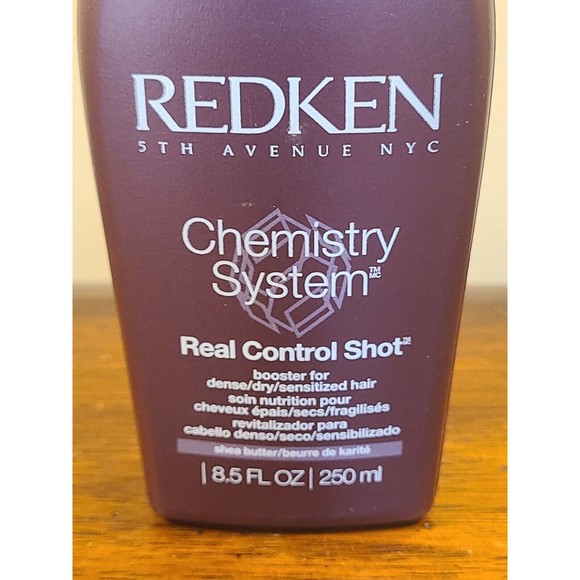 REDKEN
5TH AVENUE NYC
Chemistry
System™MC
Real Control Shot™
booster for
dense/dry/sensitized hair
soin nutrition pour
cheveux épais/secs/fragilisés
revitalizador para
cabello denso/seco/sensibilizado
shea butter/beurre de karité
| 8.5 FL OZ | 250 ml